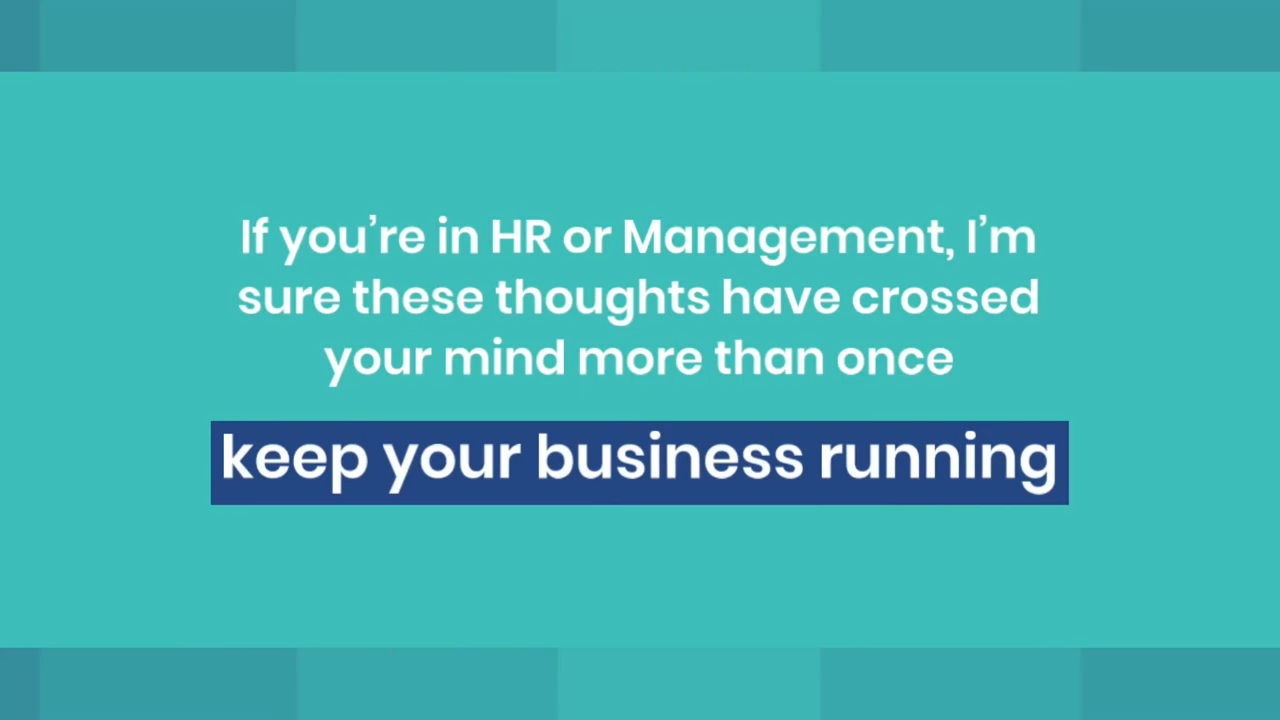 If you’re in HR or Management, I’m
sure these thoughts have crossed
your mind more than once
keep your business running